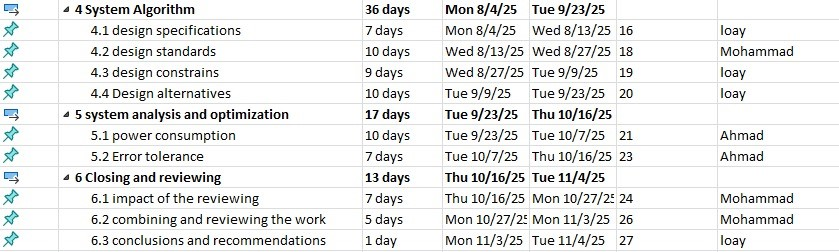 4 System Algorithm 36 days Mon 8/4/25 Tue 9/23/25
4.1 design specifications 7 days Mon 8/4/25 Wed 8/13/25 16 loay
4.2 design standards 10 days Wed 8/13/25 Wed 8/27/25 18 Mohammad
4.3 design constrains 9 days Wed 8/27/25 Tue 9/9/25 19 loay
4.4 Design alternatives 10 days Tue 9/9/25 Tue 9/23/25 20 loay
5 system analysis and optimization 17 days Tue 9/23/25 Thu 10/16/25
5.1 power consumption 10 days Tue 9/23/25 Tue 10/7/25 21 Ahmad
5.2 Error tolerance 7 days Tue 10/7/25 Thu 10/16/25 23 Ahmad
6 Closing and reviewing 13 days Thu 10/16/25 Tue 11/4/25
6.1 impact of the reviewing 7 days Thu 10/16/25 Mon 10/27/25 24 Mohammad
6.2 combining and reviewing the work 5 days Mon 10/27/25 Mon 11/3/25 26 Mohammad
6.3 conclusions and recommendations 1 day Mon 11/3/25 Tue 11/4/25 27 loay